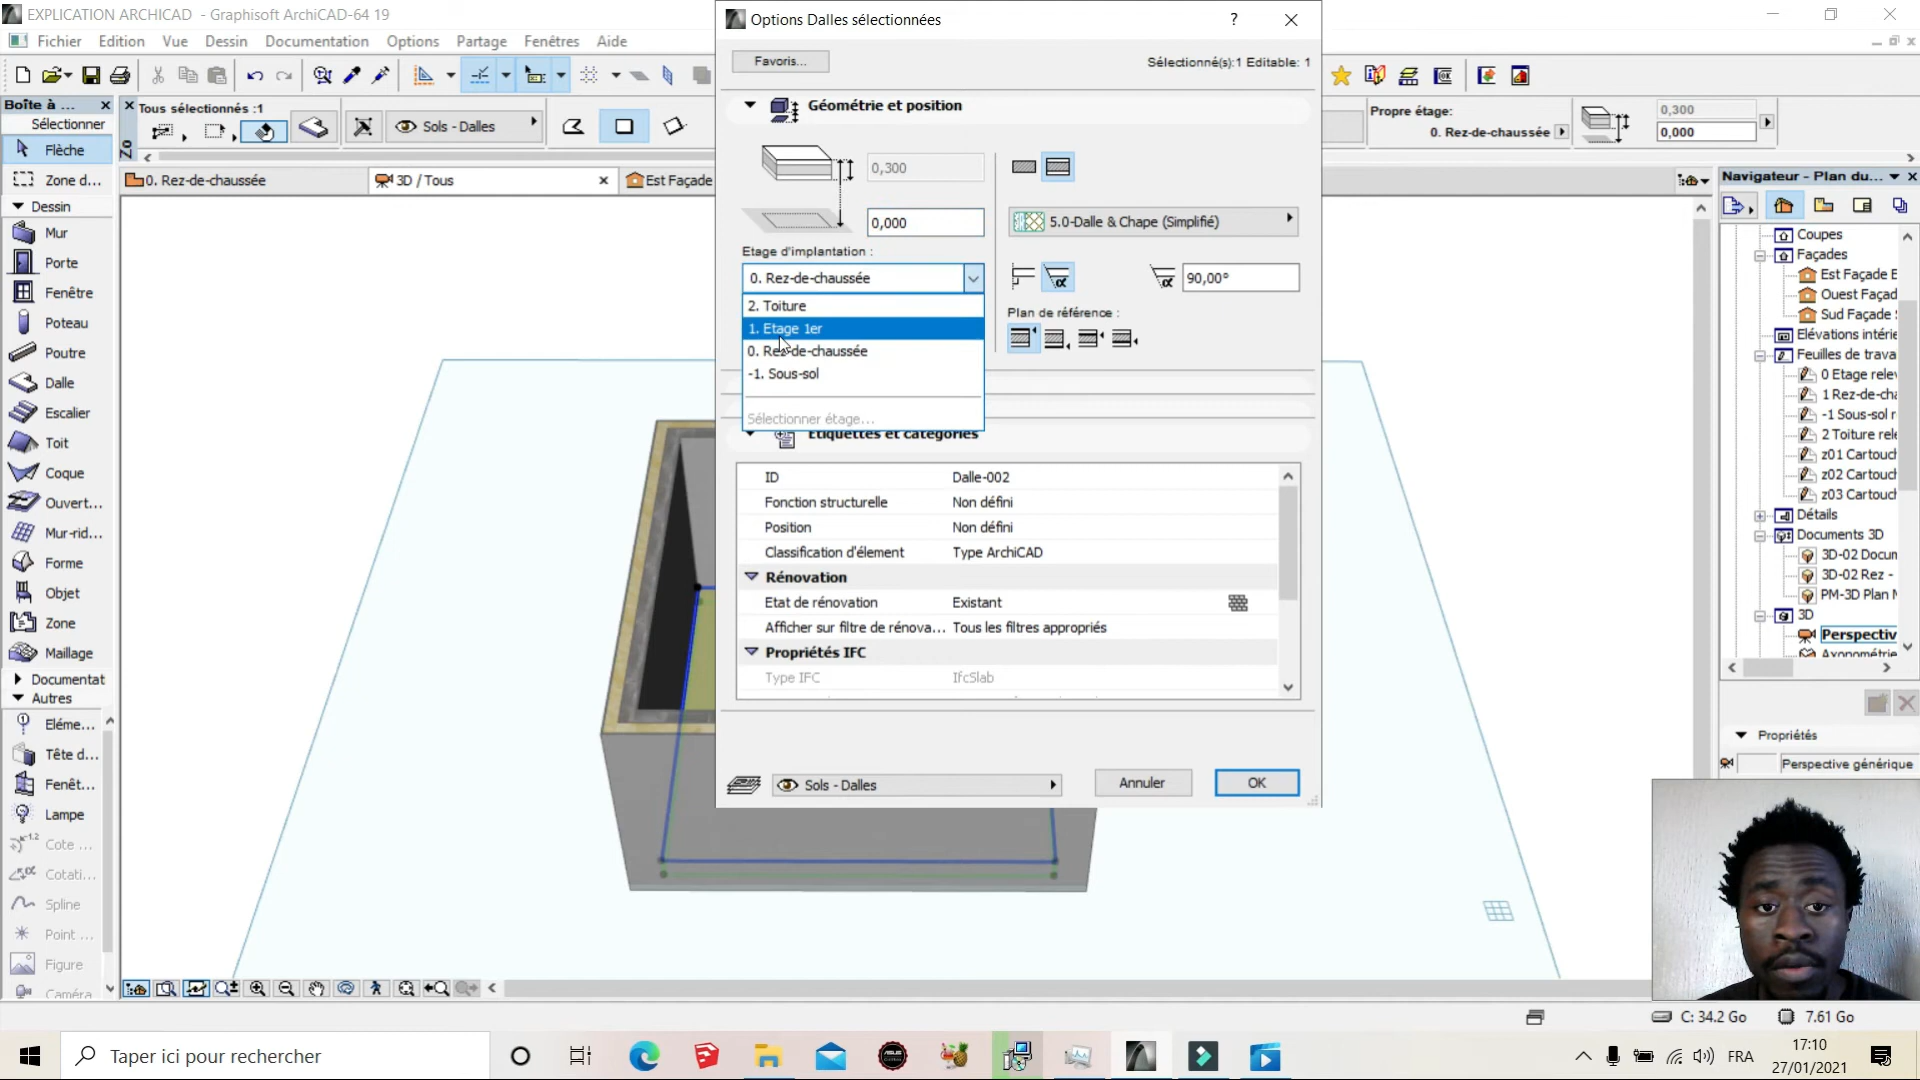 EXPLICATION ARCHICAD - Graphisoft ArchiCAD-64 19
Fichier Edition Vue Dessin Documentation Options Partage Fenêtres Aide
Boîte à ...
Sélectionner
Flèche
Zone d...
Dessin
Mur
Porte
Fenêtre
Poteau
Poutre
Dalle
Escalier
Toit
Coque
Ouvert...
Mur-rid...
Forme
Objet
Zone
Maillage
Documentat
Autres
Eléme...
Tête d...
Fenêt...
Lampe
Cote ...
Cotati...
Spline
Point ...
Figure
Caméra
Tous sélectionnés :1
Sols - Dalles
0. Rez-de-chaussée
3D / Tous
Est Façade
Options Dalles sélectionnées
?
Favoris...
Sélectionné(s):1 Editable: 1
Géométrie et position
0,300
0,000
5.0-Dalle & Chape (Simplifié)
Etage d'implantation :
0. Rez-de-chaussée
90,00°
2. Toiture
1. Etage 1er
0. Rez-de-chaussée
-1. Sous-sol
Sélectionner étage...
Plan de référence :
Etiquettes et catégories
ID Dalle-002
Fonction structurelle Non défini
Position Non défini
Classification d'élement Type ArchiCAD
Rénovation
Etat de rénovation Existant
Afficher sur filtre de rénova... Tous les filtres appropriés
Propriétés IFC
Type IFC IfcSlab
Sols - Dalles
Annuler
OK
Propre étage:
0. Rez-de-chaussée
0,300
0,000
Navigateur - Plan du...
Coupes
Façades
Est Façade E
Ouest Façad
Sud Façade
Elévations intérie
Feuilles de trava
0 Etage relev
1 Rez-de-cha
-1 Sous-sol r
2 Toiture rele
z01 Cartouch
z02 Cartouch
z03 Cartouch
Détails
Documents 3D
3D-02 Docum
3D-02 Rez -
PM-3D Plan M
3D
Perspectiv
Axonométrie
Propriétés
Perspective générique
C: 34.2 Go
7.61 Go
Taper ici pour rechercher
FRA
17:10
27/01/2021